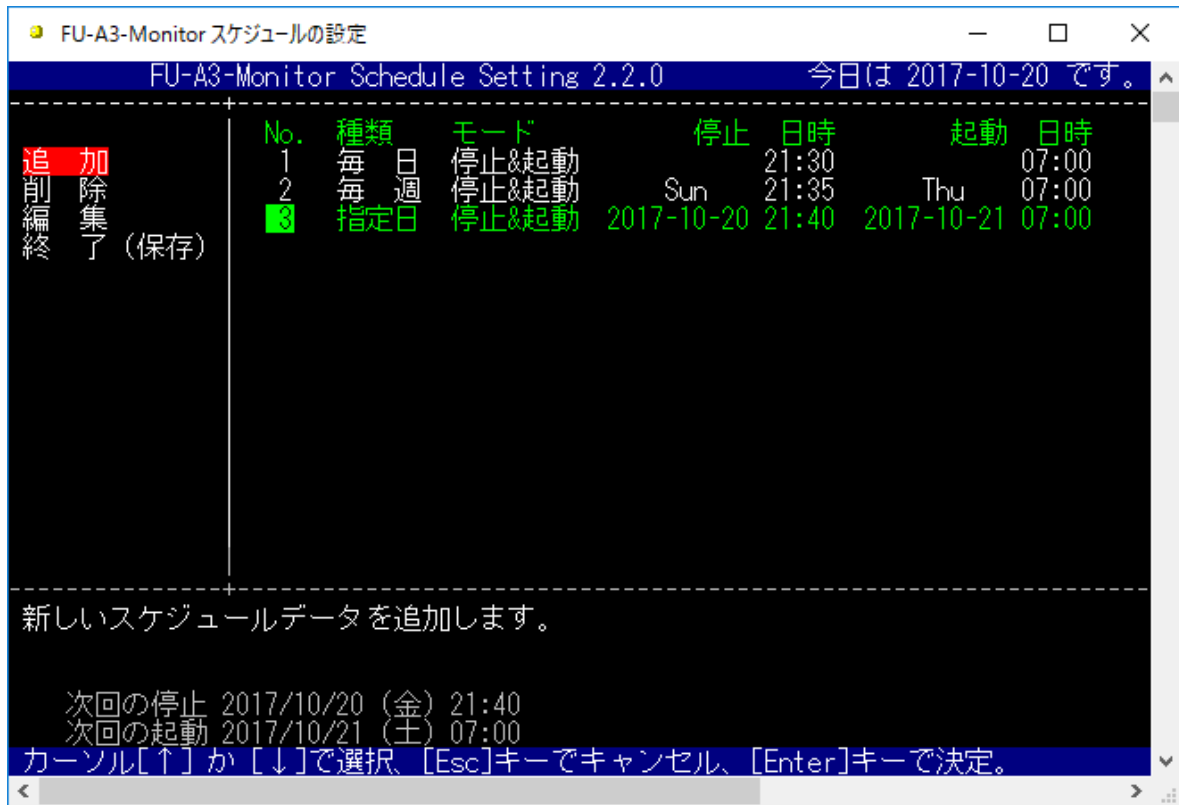 FU-A3-Monitor スケジュールの設定
FU-A3-Monitor Schedule Setting 2.2.0 今日は 2017-10-20 です。
No. 種類 モード 停止 日時 起動 日時
追 加 1 毎 日 停止&起動 21:30 07:00
削 除 2 毎 週 停止&起動 Sun 21:35 Thu 07:00
編 集 3 指定日 停止&起動 2017-10-20 21:40 2017-10-21 07:00
終 了（保存）
新しいスケジュールデータを追加します。
次回の停止 2017/10/20（金）21:40
次回の起動 2017/10/21（土）07:00
カーソル[↑] か [↓]で選択、[Esc]キーでキャンセル、[Enter]キーで決定。